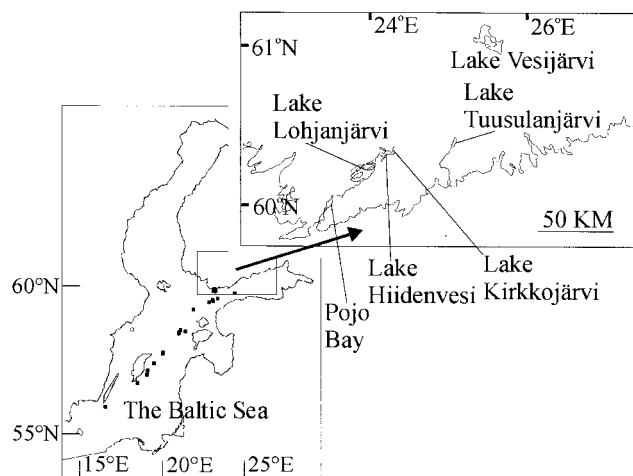 24°E
26°E
61°N
Lake Vesijärvi
Lake
Tuusulanjärvi
Lake
Lohjanjärvi
60°N
50 KM
Lake
Hiidenvesi
Lake
Kirkkojärvi
Pojo
Bay
60°N
The Baltic Sea
55°N
15°E
20°E
25°E